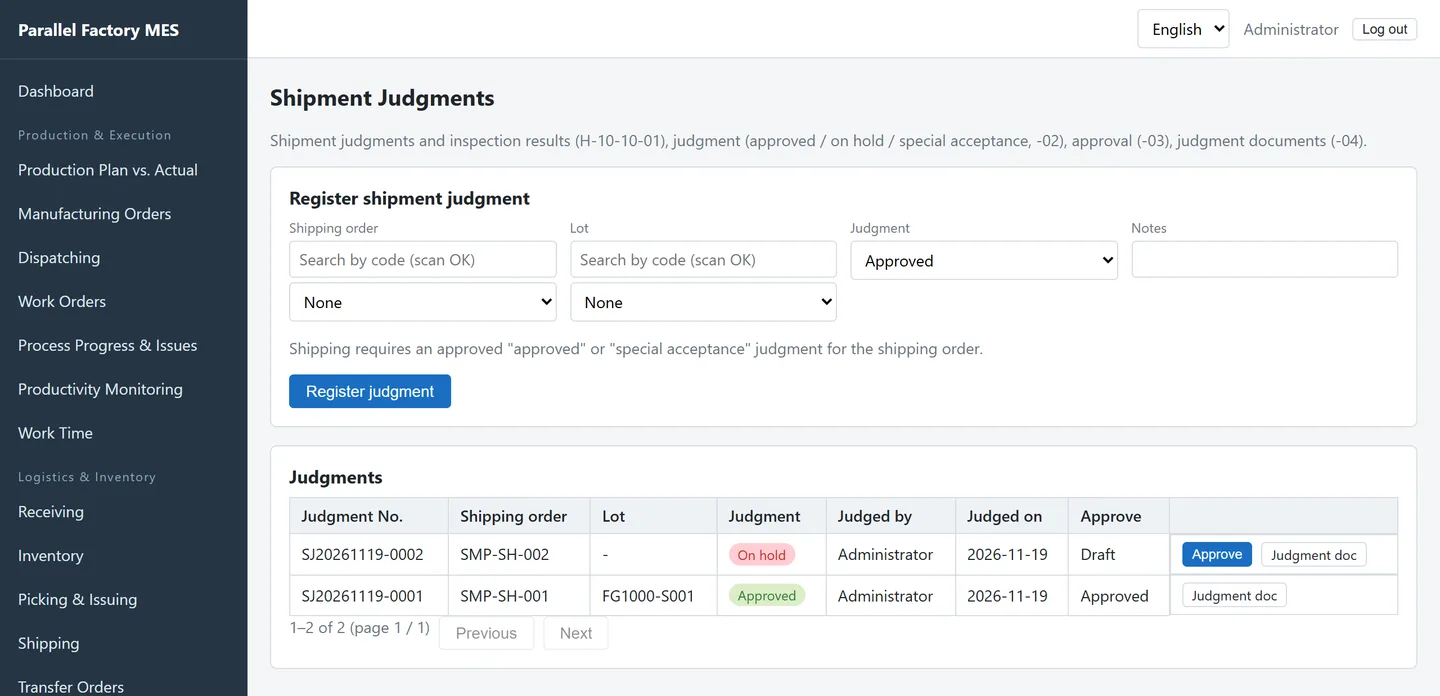 Parallel Factory MES
English
Administrator
Log out
Dashboard
Production & Execution
Production Plan vs. Actual
Manufacturing Orders
Dispatching
Work Orders
Process Progress & Issues
Productivity Monitoring
Work Time
Logistics & Inventory
Receiving
Inventory
Picking & Issuing
Shipping
Transfer Orders
Shipment Judgments
Shipment judgments and inspection results (H-10-10-01), judgment (approved / on hold / special acceptance, -02), approval (-03), judgment documents (-04).
Register shipment judgment
Shipping order Lot Judgment Notes
Search by code (scan OK) Search by code (scan OK) Approved
None None
Shipping requires an approved "approved" or "special acceptance" judgment for the shipping order.
Register judgment
Judgments
Judgment No. Shipping order Lot Judgment Judged by Judged on Approve
SJ20261119-0002 SMP-SH-002 - On hold Administrator 2026-11-19 Draft Approve Judgment doc
SJ20261119-0001 SMP-SH-001 FG1000-S001 Approved Administrator 2026-11-19 Approved Judgment doc
1–2 of 2 (page 1 / 1) Previous Next